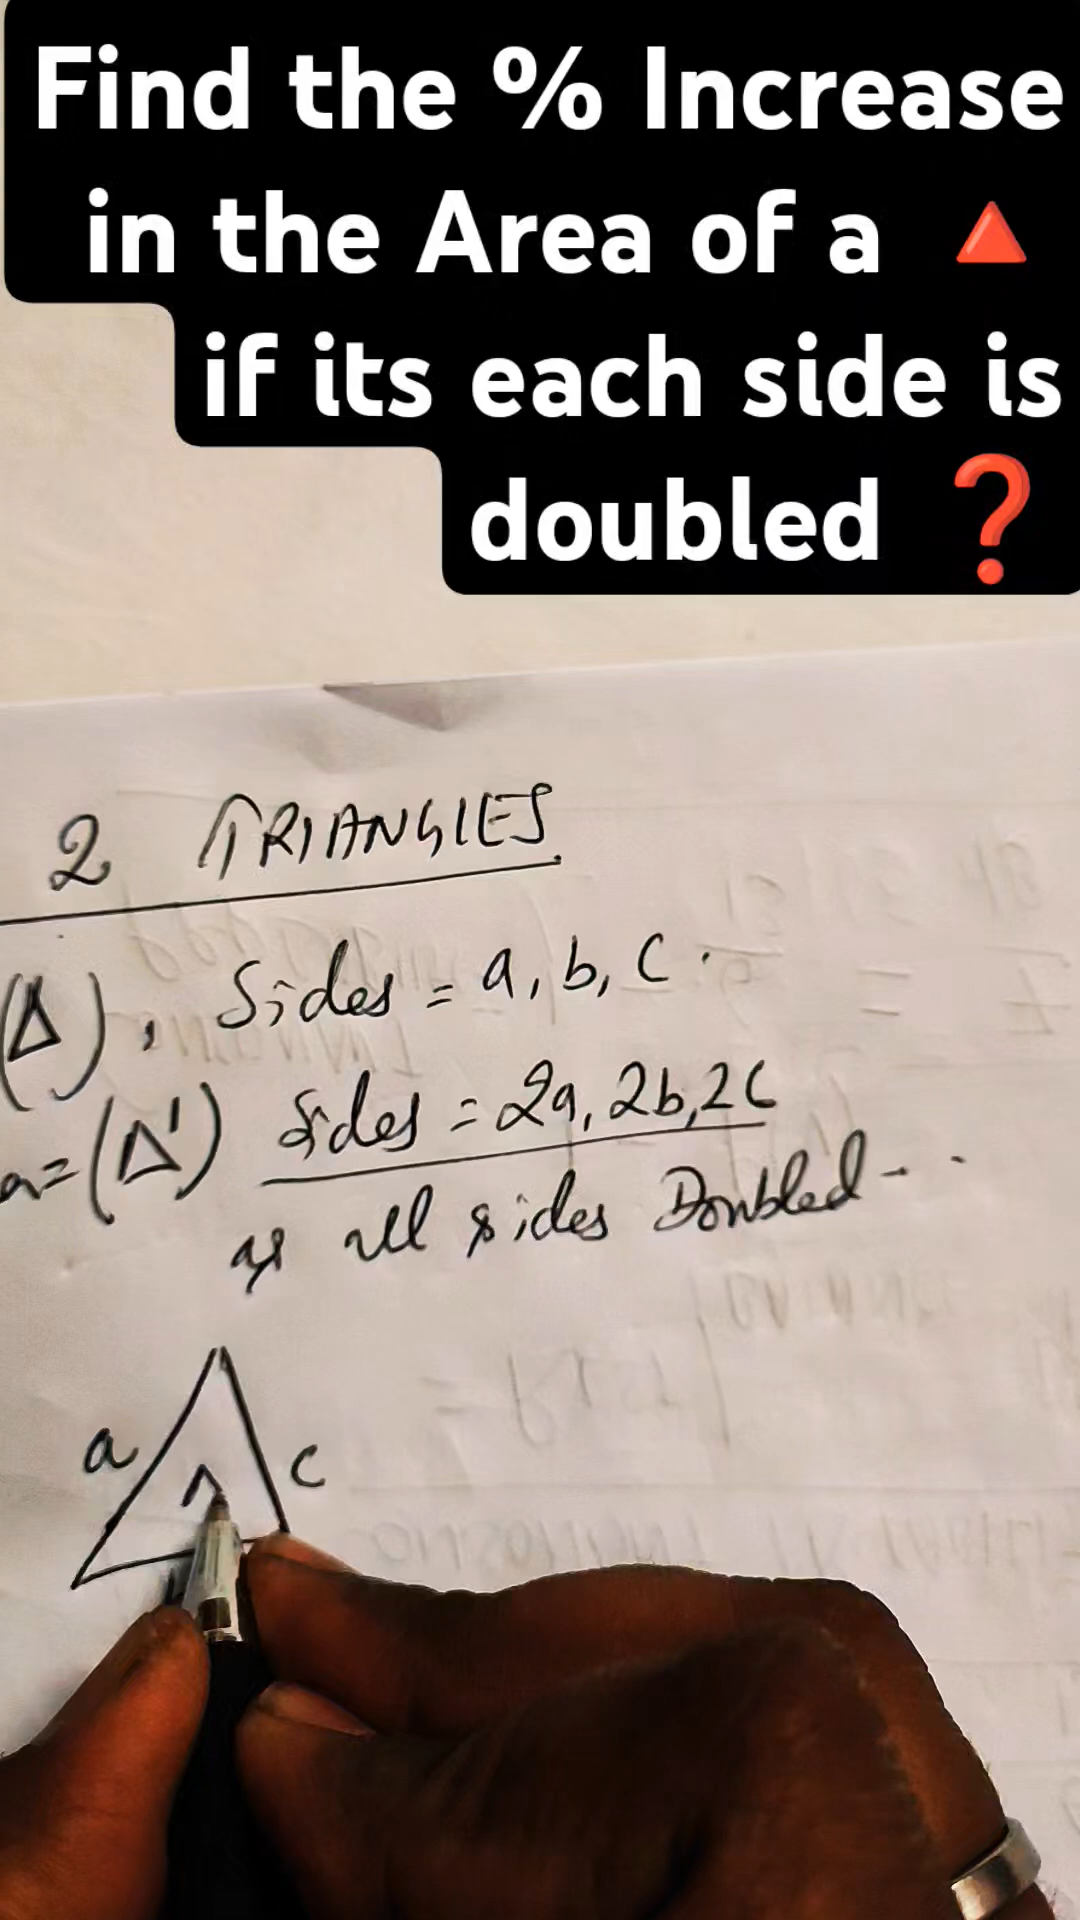 Find the % Increase
in the Area of a 🔺
if its each side is
doubled ❓
2 TRIANGLES
(Δ), Sides = a, b, c.
a=(Δ') Sides = 2a, 2b, 2c
as all sides Doubled - - -
a
c